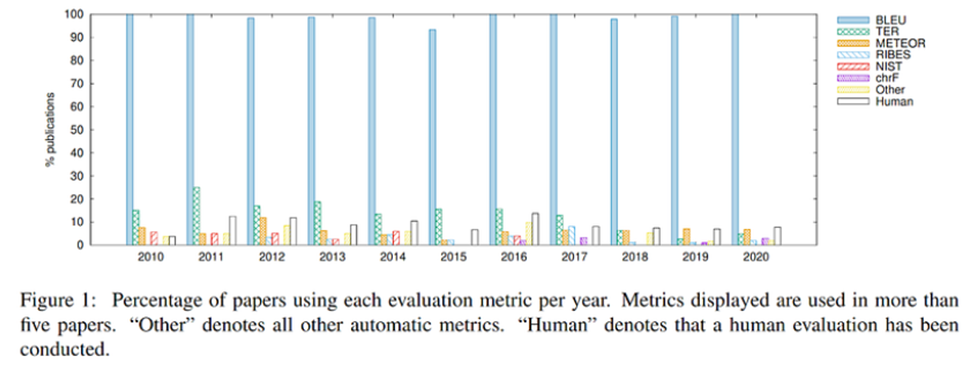 % publications
100
90
80
70
60
50
40
30
20
10
0
2010 2011 2012 2013 2014 2015 2016 2017 2018 2019 2020
BLEU
TER
METEOR
RIBES
NIST
chrF
Other
Human
Figure 1: Percentage of papers using each evaluation metric per year. Metrics displayed are used in more than
five papers. “Other” denotes all other automatic metrics. “Human” denotes that a human evaluation has been
conducted.